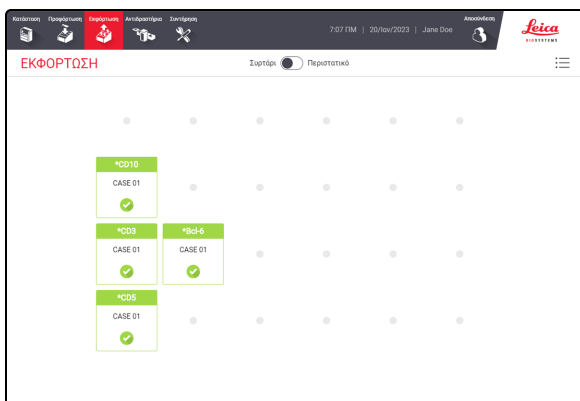 Κατάσταση Προφόρτωση Εκφόρτωση Αντιδραστήρια Συντήρηση Αποσύνδεση
7:07 ΠΜ | 20/Ιαν/2023 | Jane Doe
Leica
BIOSYSTEMS
ΕΚΦΟΡΤΩΣΗ Συρτάρι Περιστατικό
*CD10
CASE 01
*CD3 *Bcl-6
CASE 01 CASE 01
*CD5
CASE 01